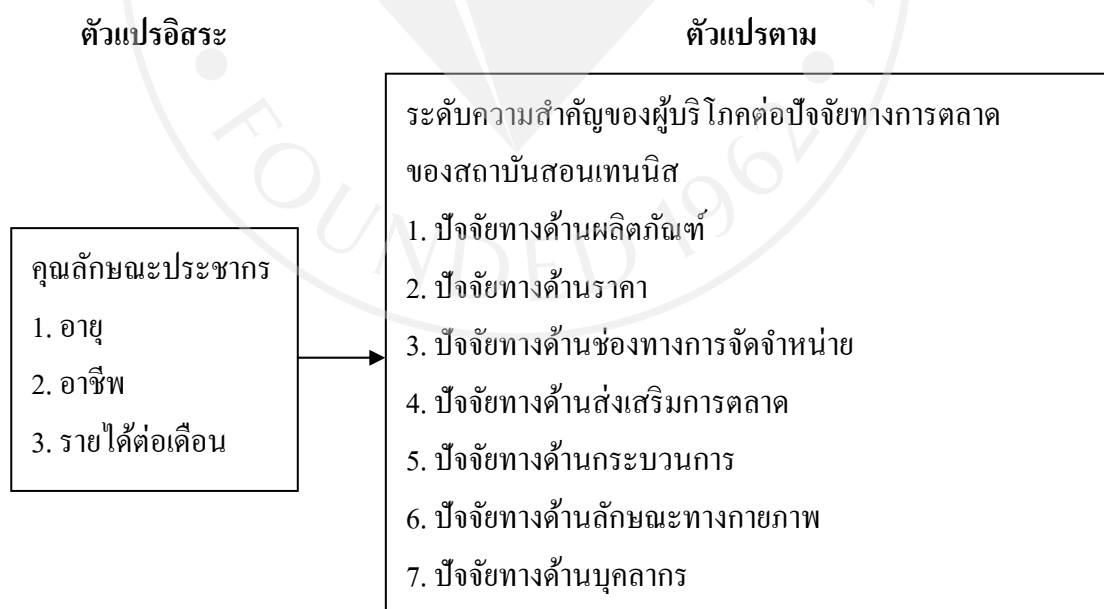 ตัวแปรอิสระ
ตัวแปรตาม
คุณลักษณะประชากร
1. อายุ
2. อาชีพ
3. รายได้ต่อเดือน
ระดับความสำคัญของผู้บริโภคต่อปัจจัยทางการตลาด
ของสถาบันสอนเทนนิส
1. ปัจจัยทางด้านผลิตภัณฑ์
2. ปัจจัยทางด้านราคา
3. ปัจจัยทางด้านช่องทางการจัดจำหน่าย
4. ปัจจัยทางด้านส่งเสริมการตลาด
5. ปัจจัยทางด้านกระบวนการ
6. ปัจจัยทางด้านลักษณะทางกายภาพ
7. ปัจจัยทางด้านบุคลากร
FOUNDED 1962